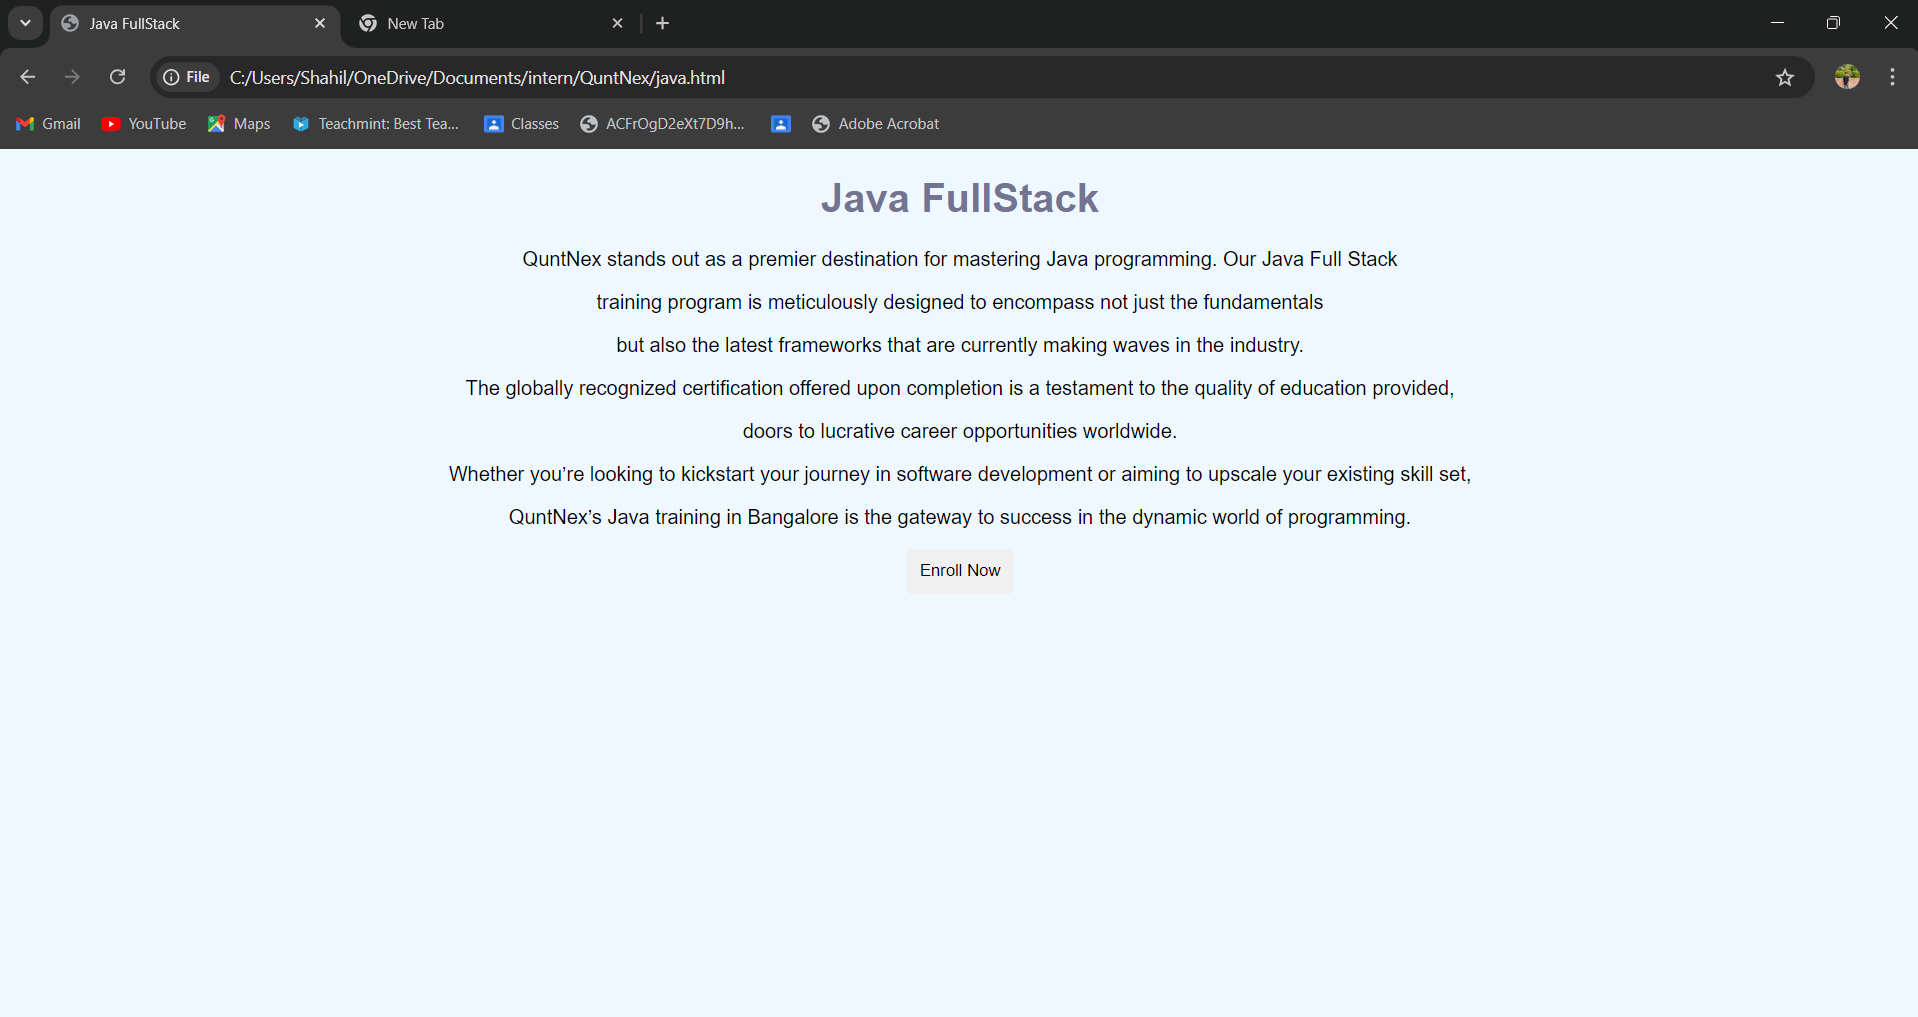 Java FullStack
New Tab
File
C:/Users/Shahil/OneDrive/Documents/intern/QuntNex/java.html
Gmail
YouTube
Maps
Teachmint: Best Tea...
Classes
ACFrOgD2eXt7D9h...
Adobe Acrobat
Java FullStack
QuntNex stands out as a premier destination for mastering Java programming. Our Java Full Stack
training program is meticulously designed to encompass not just the fundamentals
but also the latest frameworks that are currently making waves in the industry.
The globally recognized certification offered upon completion is a testament to the quality of education provided,
doors to lucrative career opportunities worldwide.
Whether you’re looking to kickstart your journey in software development or aiming to upscale your existing skill set,
QuntNex’s Java training in Bangalore is the gateway to success in the dynamic world of programming.
Enroll Now